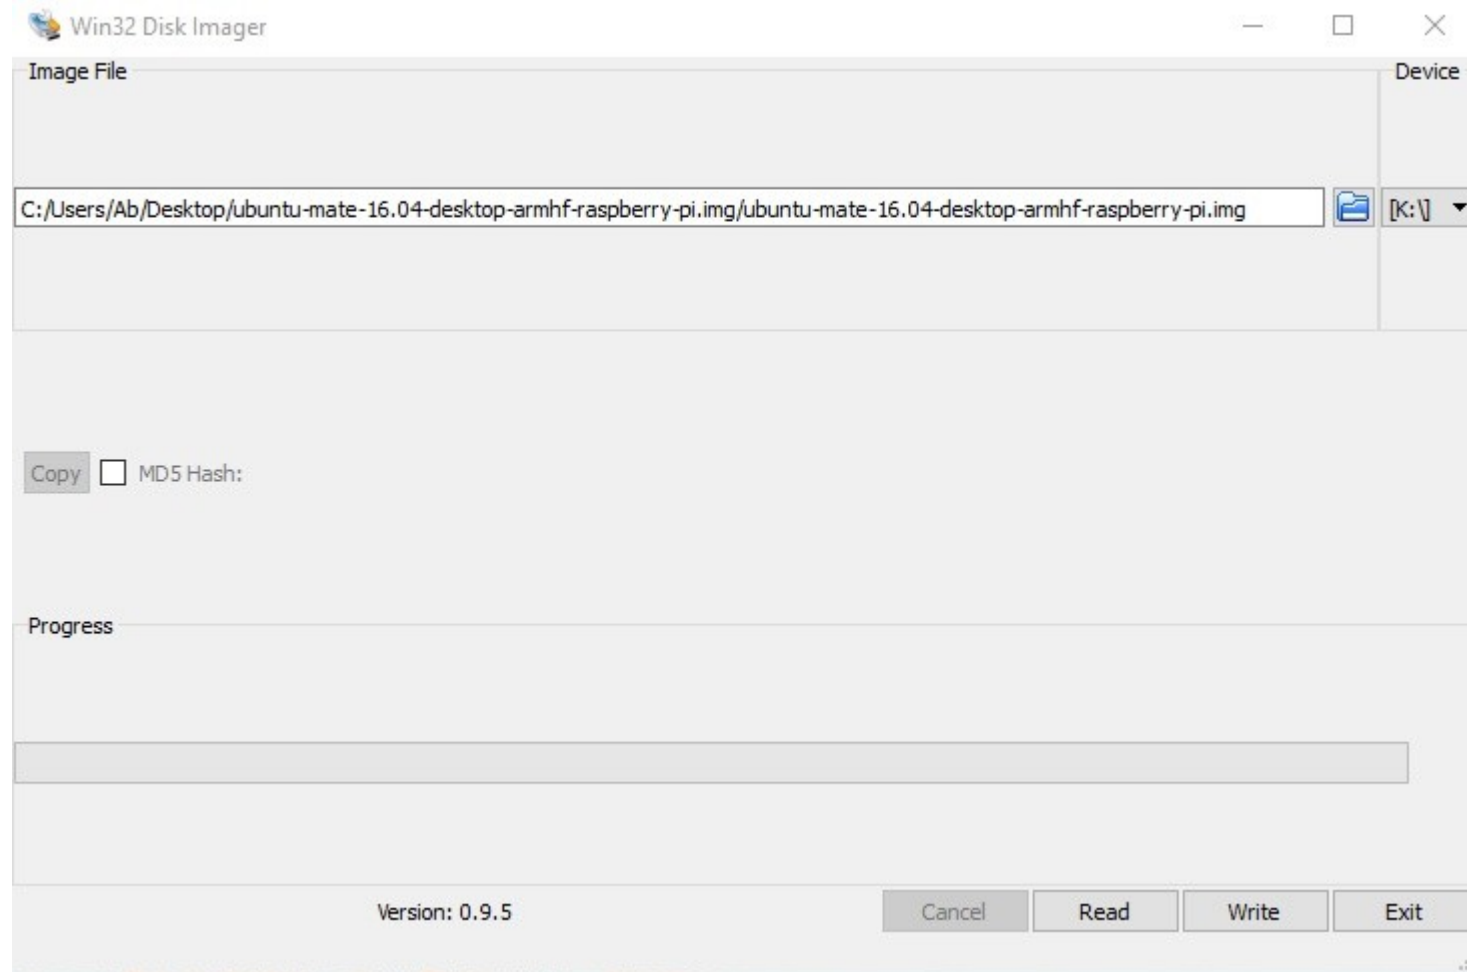 Win32 Disk Imager
Image File
Device
C:/Users/Ab/Desktop/ubuntu-mate-16.04-desktop-armhf-raspberry-pi.img/ubuntu-mate-16.04-desktop-armhf-raspberry-pi.img
[K:\]
Copy
MD5 Hash:
Progress
Version: 0.9.5
Cancel
Read
Write
Exit